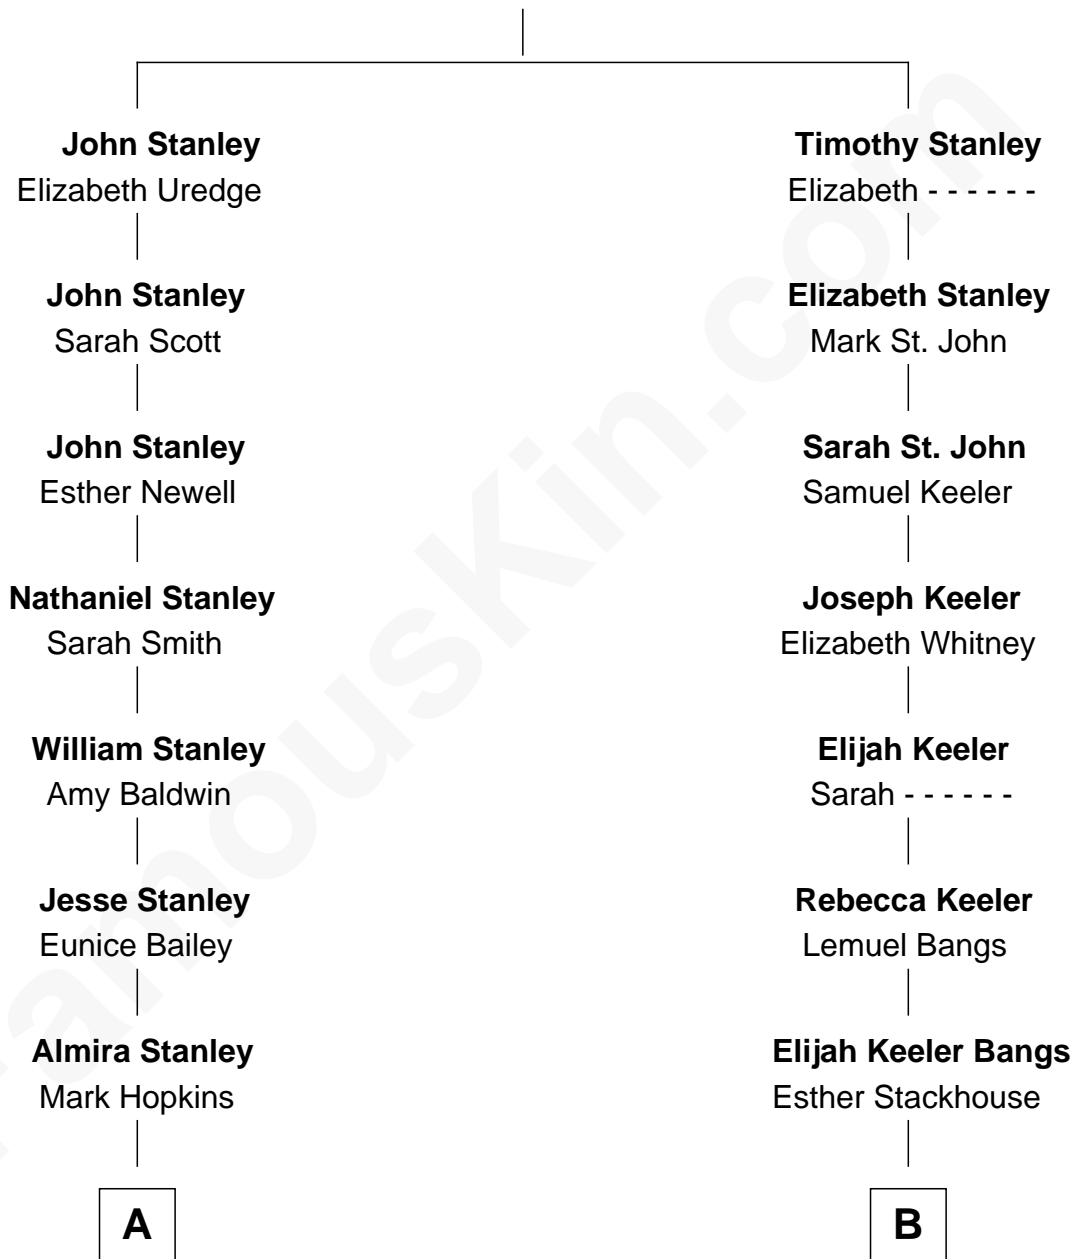 John Stanley
Elizabeth Uredge
John Stanley
Sarah Scott
John Stanley
Esther Newell
Nathaniel Stanley
Sarah Smith
William Stanley
Amy Baldwin
Jesse Stanley
Eunice Bailey
Almira Stanley
Mark Hopkins
A
Timothy Stanley
Elizabeth - - - - - -
Elizabeth Stanley
Mark St. John
Sarah St. John
Samuel Keeler
Joseph Keeler
Elizabeth Whitney
Elijah Keeler
Sarah - - - - - -
Rebecca Keeler
Lemuel Bangs
Elijah Keeler Bangs
Esther Stackhouse
B
FamousKin.com